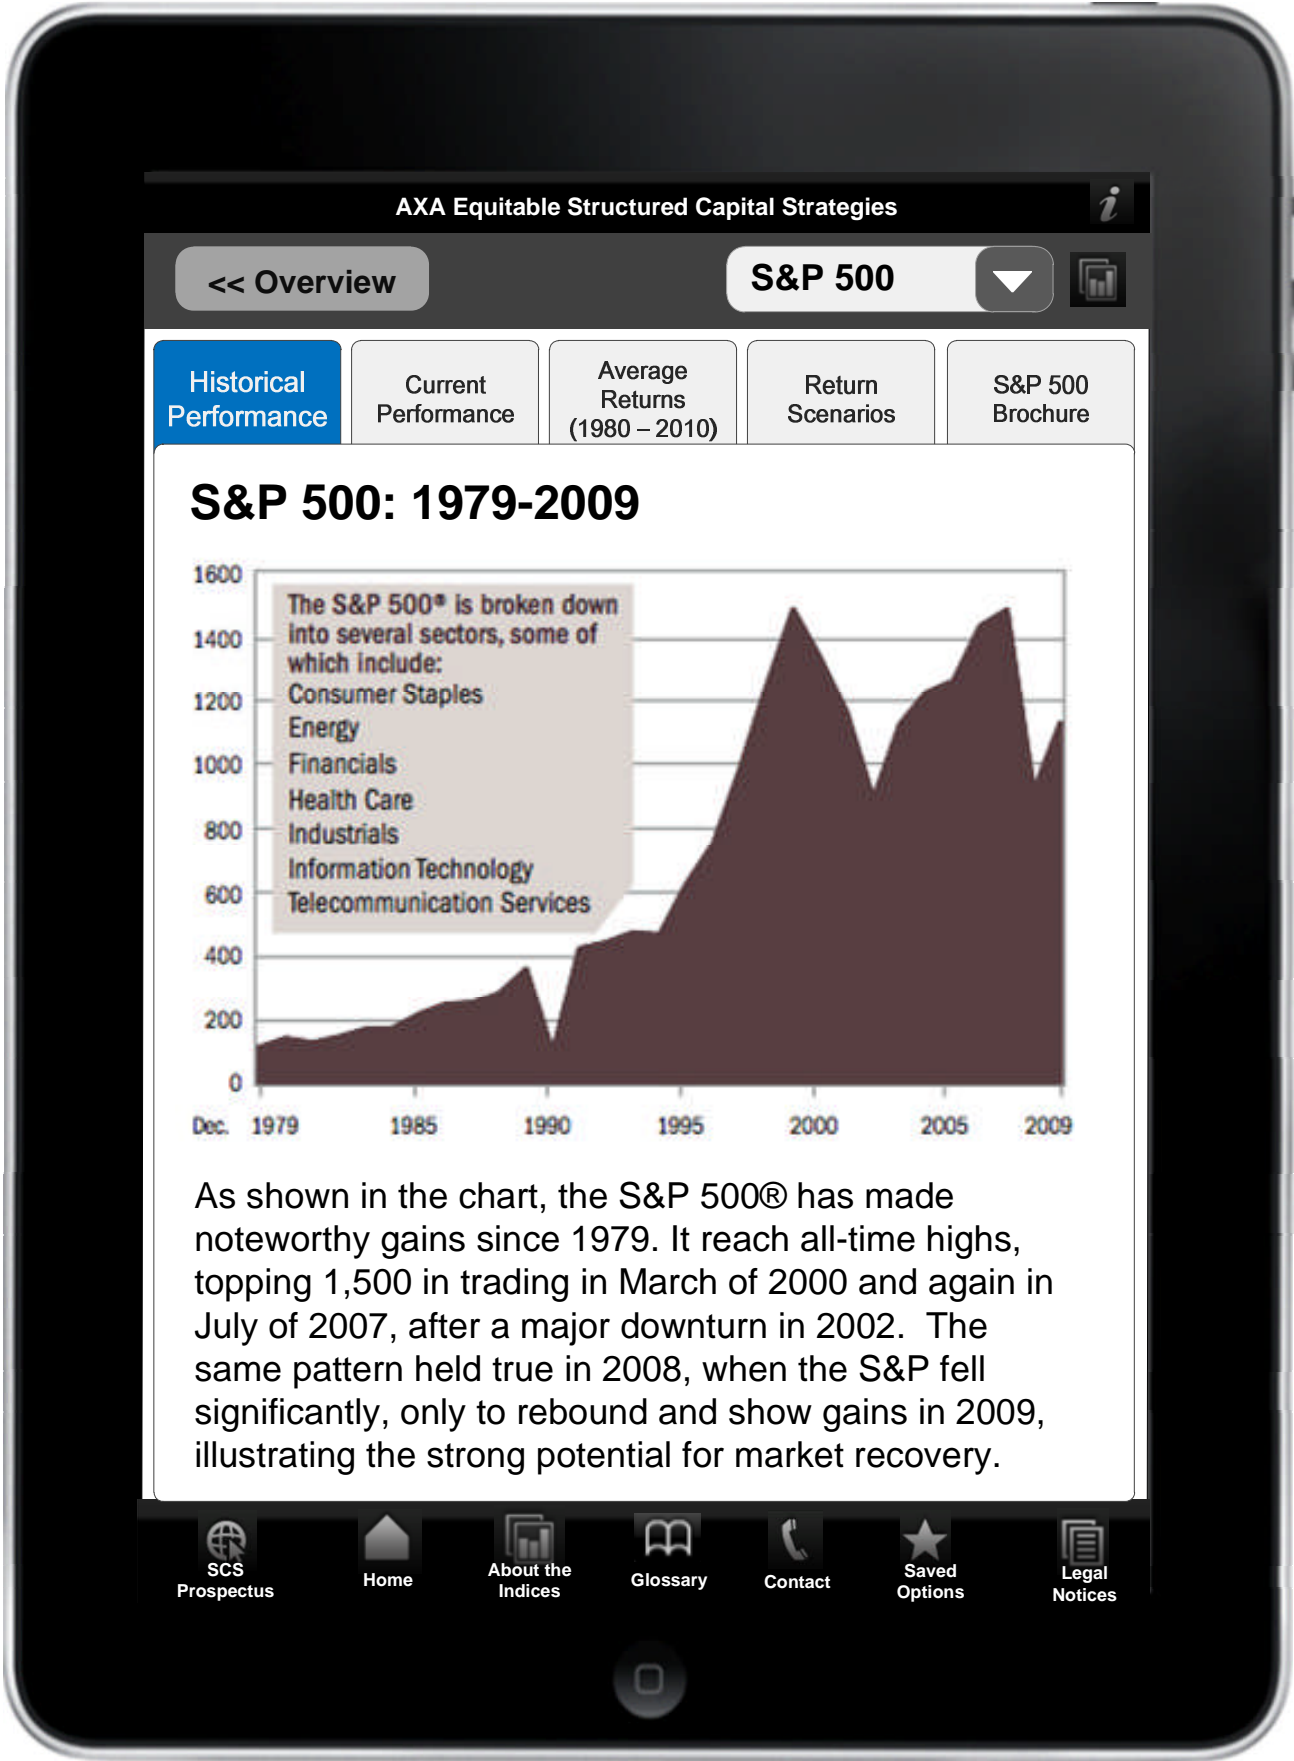 AXA Equitable Structured Capital Strategies
i
<< Overview
S&P 500
Historical
Performance
Current
Performance
Average
Returns
(1980 – 2010)
Return
Scenarios
S&P 500
Brochure
S&P 500: 1979-2009
1600
1400
1200
1000
800
600
400
200
0
The S&P 500® is broken down
into several sectors, some of
which include:
Consumer Staples
Energy
Financials
Health Care
Industrials
Information Technology
Telecommunication Services
Dec. 1979 1985 1990 1995 2000 2005 2009
As shown in the chart, the S&P 500® has made
noteworthy gains since 1979. It reach all-time highs,
topping 1,500 in trading in March of 2000 and again in
July of 2007, after a major downturn in 2002.  The
same pattern held true in 2008, when the S&P fell
significantly, only to rebound and show gains in 2009,
illustrating the strong potential for market recovery.
SCS
Prospectus
Home
About the
Indices
Glossary
Contact
Saved
Options
Legal
Notices